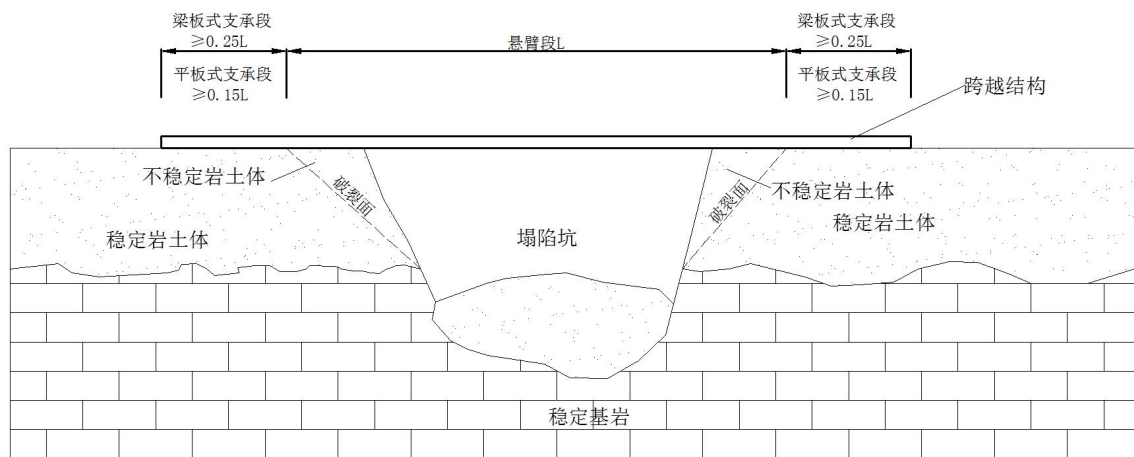 梁板式支承段
≥0.25L
平板式支承段
≥0.15L
悬臂段L
梁板式支承段
≥0.25L
平板式支承段
≥0.15L
跨越结构
不稳定岩土体
破裂面
稳定岩土体
塌陷坑
破裂面
不稳定岩土体
稳定岩土体
稳定基岩